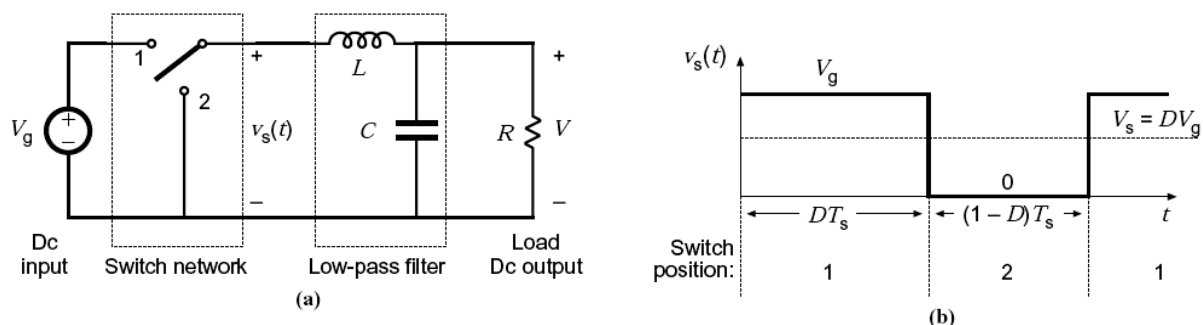 1
2
+
L
+
V_g
+
−
v_s(t)
C
R
V
−
−
Dc
input
Switch network
Low-pass filter
Load
Dc output
(a)
v_s(t)
V_g
V_s = DV_g
0
DT_s
(1 – D)T_s
t
Switch
position:
1
2
1
(b)